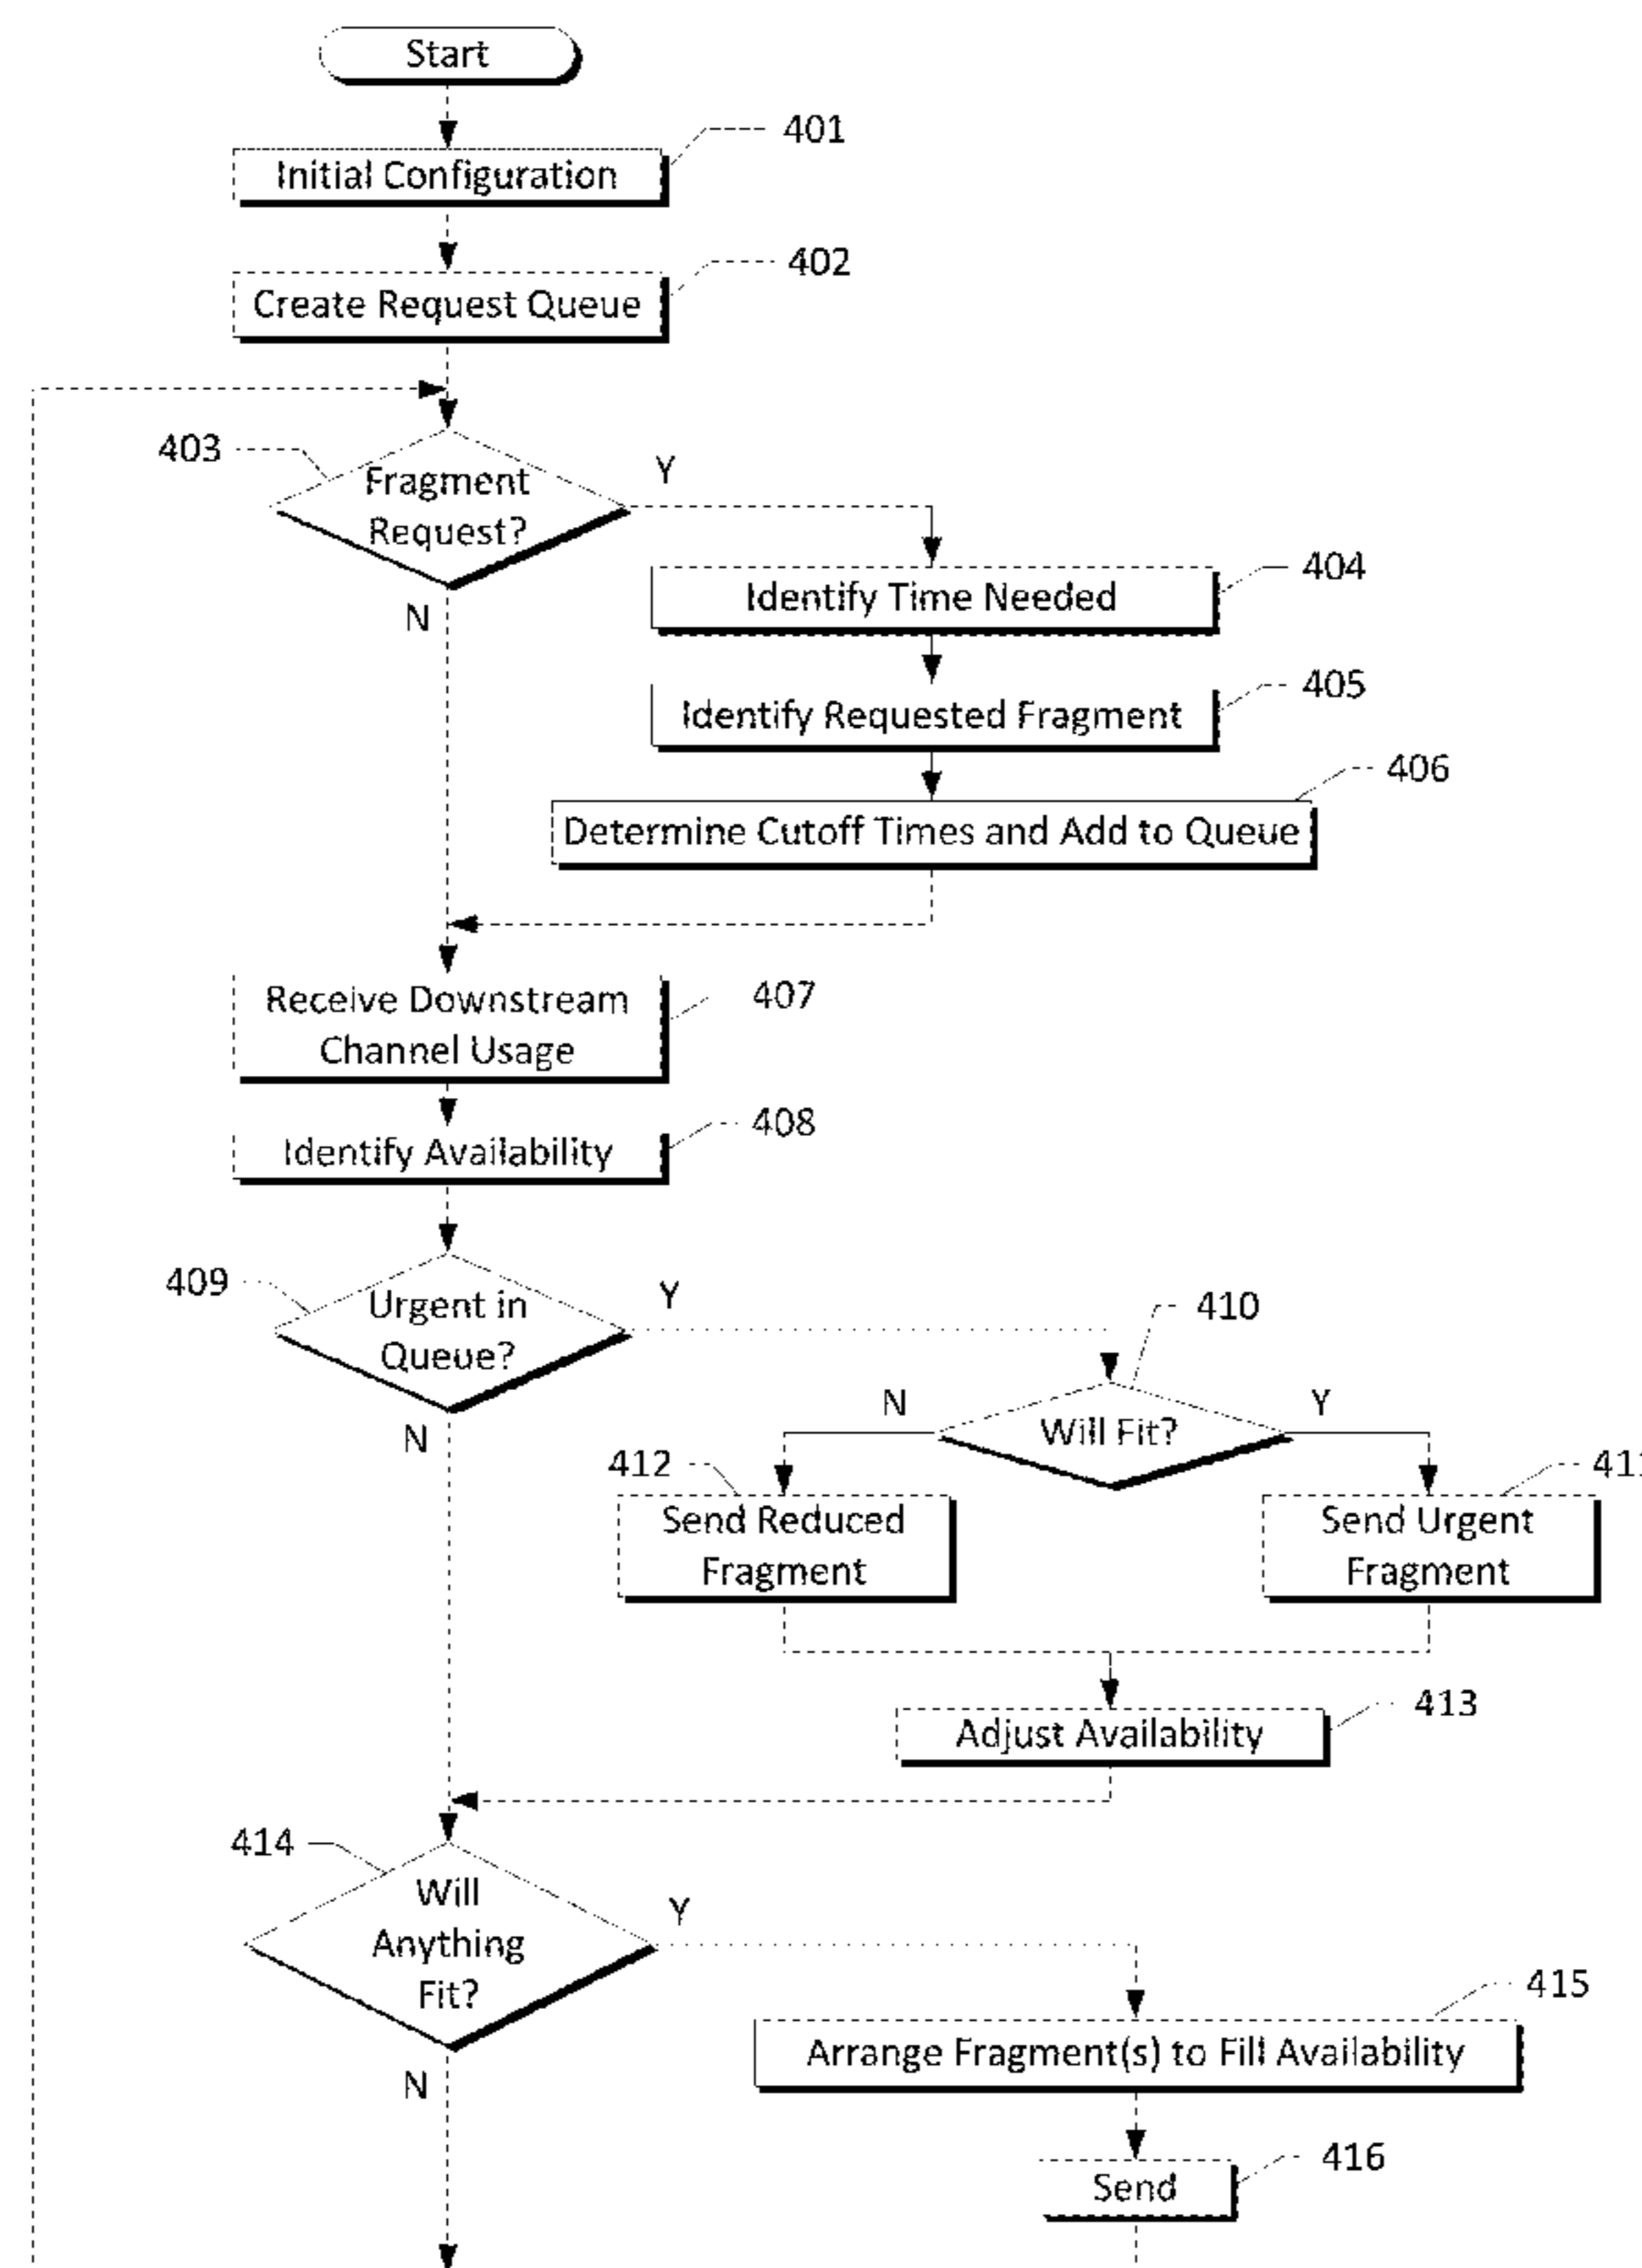 Start
401
Initial Configuration
402
Create Request Queue
403
Fragment
Request?
Y
N
404
Identify Time Needed
405
Identify Requested Fragment
406
Determine Cutoff Times and Add to Queue
Receive Downstream
Channel Usage
407
408
Identify Availability
409
Urgent in
Queue?
Y
N
410
Will Fit?
N
Y
412
Send Reduced
Fragment
411
Send Urgent
Fragment
413
Adjust Availability
414
Will
Anything
Fit?
Y
N
415
Arrange Fragment(s) to Fill Availability
416
Send